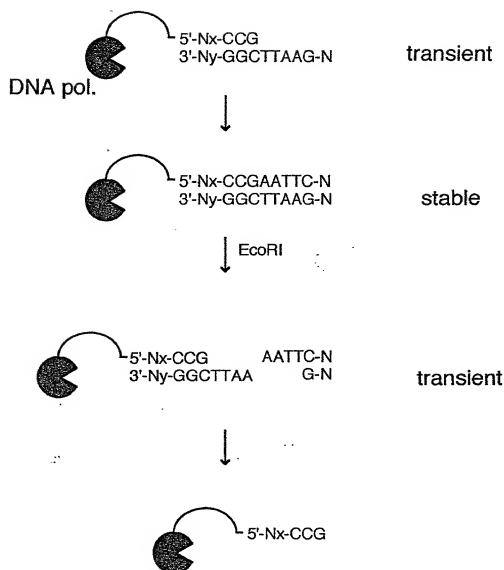 5'-Nx-CCG
3'-Ny-GGCTTAAG-N
transient
DNA pol.
5'-Nx-CCGAATTC-N
3'-Ny-GGCTTAAG-N
stable
EcoRI
5'-Nx-CCG AATTC-N
3'-Ny-GGCTTAA G-N
transient
5'-Nx-CCG